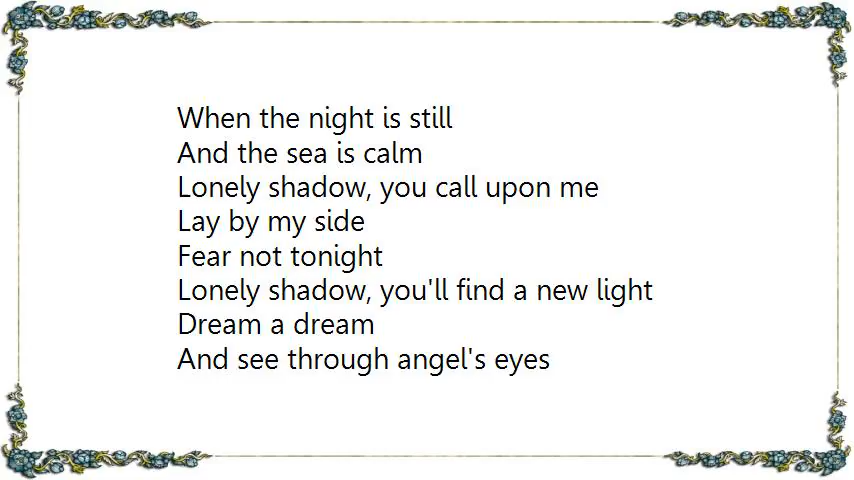 When the night is still
And the sea is calm
Lonely shadow, you call upon me
Lay by my side
Fear not tonight
Lonely shadow, you'll find a new light
Dream a dream
And see through angel's eyes